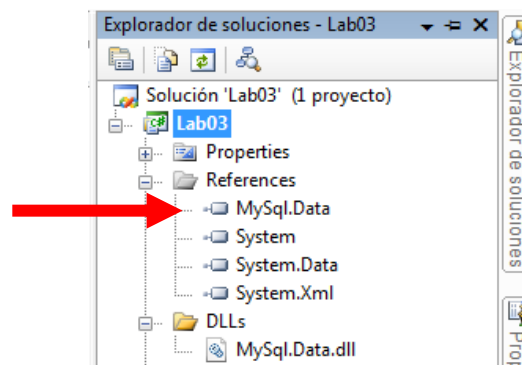 Explorador de soluciones - Lab03
Solución 'Lab03' (1 proyecto)
Lab03
Properties
References
MySql.Data
System
System.Data
System.Xml
DLLs
MySql.Data.dll
Explorador de soluciones
Prop